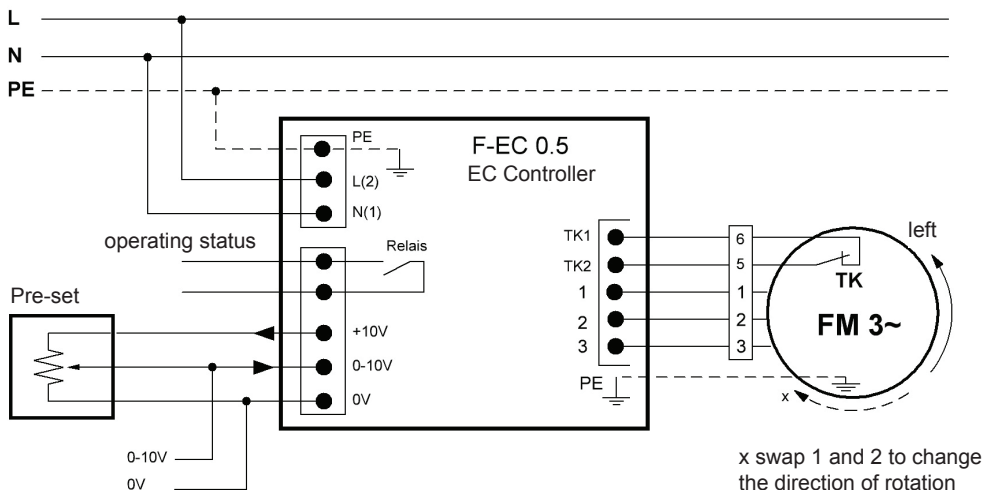 L
N
PE
F-EC 0.5
EC Controller
PE
L(2)
N(1)
operating status
Relais
Pre-set
+10V
0-10V
0V
0-10V
0V
TK1
TK2
1
2
3
PE
6
5
1
2
3
left
TK
FM 3~
x
x swap 1 and 2 to change
the direction of rotation